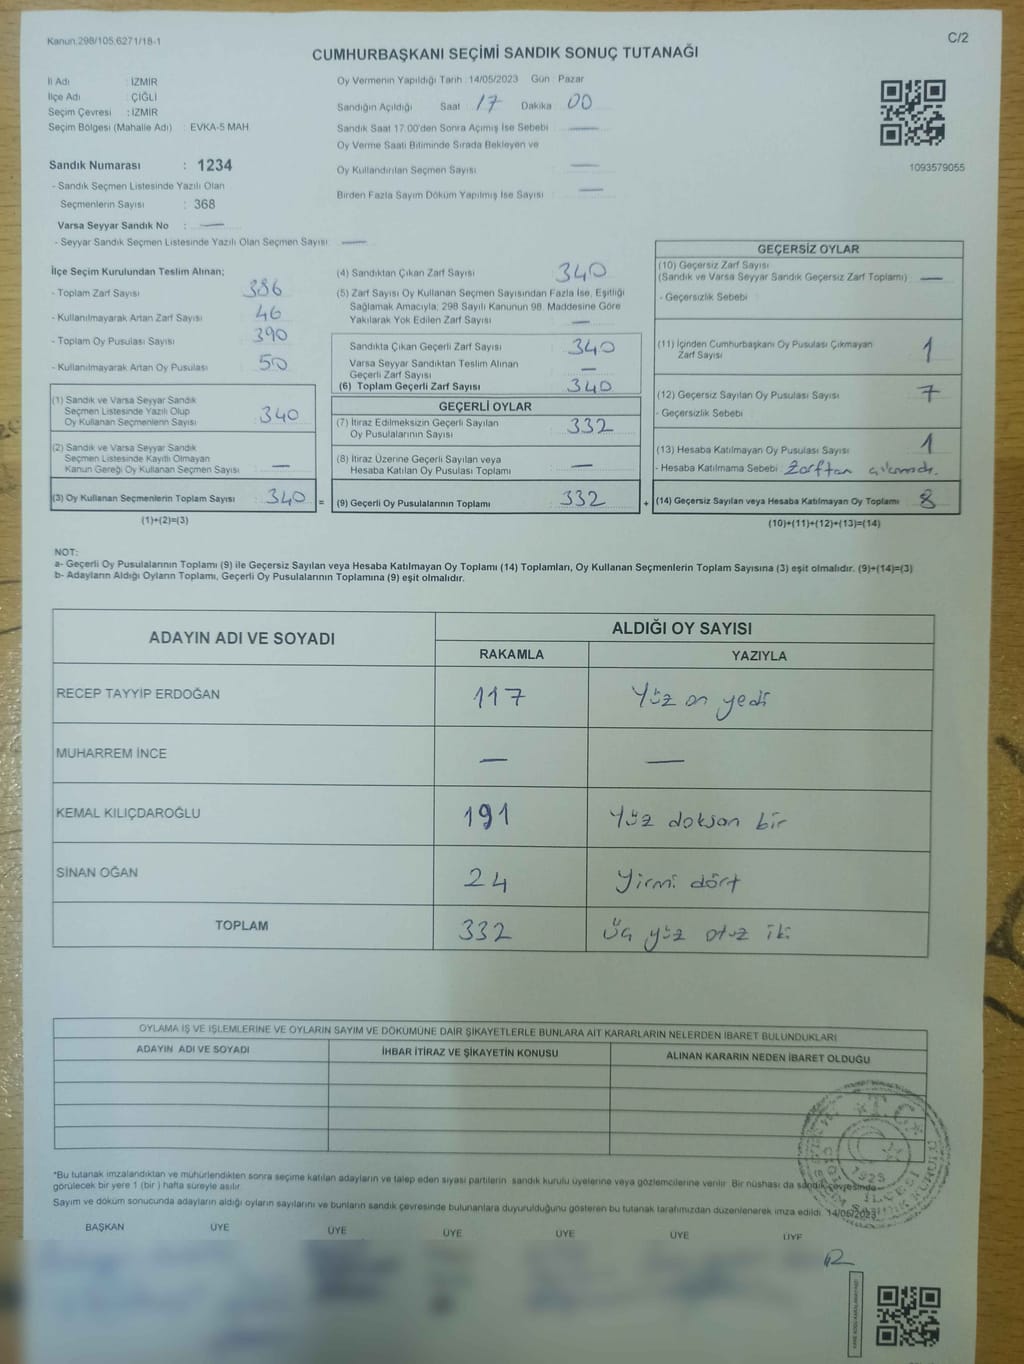 Kanun.298/105,6271/18-1
C/2
CUMHURBAŞKANI SEÇİMİ SANDIK SONUÇ TUTANAĞI
İl Adı : İZMİR
İlçe Adı : ÇİĞLİ
Seçim Çevresi : İZMİR
Seçim Bölgesi (Mahalle Adı) : EVKA-5 MAH
Sandık Numarası : 1234
- Sandık Seçmen Listesinde Yazılı Olan
Seçmenlerin Sayısı : 368
Varsa Seyyar Sandık No : —
- Seyyar Sandık Seçmen Listesinde Yazılı Olan Seçmen Sayısı : —
Oy Vermenin Yapıldığı Tarih : 14/05/2023 Gün : Pazar
Sandığın Açıldığı Saat : 17 Dakika : 00
Sandık Saat 17.00'den Sonra Açımış İse Sebebi : —
Oy Verme Saati Bitiminde Sırada Bekleyen ve
Oy Kullandırılan Seçmen Sayısı : —
Birden Fazla Sayım Döküm Yapılmış İse Sayısı : —
1093579055
İlçe Seçim Kurulundan Teslim Alınan;
- Toplam Zarf Sayısı : 386
- Kullanılmayarak Artan Zarf Sayısı : 46
- Toplam Oy Pusulası Sayısı : 390
- Kullanılmayarak Artan Oy Pusulası : 50
(1) Sandık ve Varsa Seyyar Sandık
Seçmen Listesinde Yazılı Olup
Oy Kullanan Seçmenlerin Sayısı : 340
(2) Sandık ve Varsa Seyyar Sandık
Seçmen Listesinde Kayıtlı Olmayan
Kanun Gereği Oy Kullanan Seçmen Sayısı : —
(3) Oy Kullanan Seçmenlerin Toplam Sayısı : 340 =
(1)+(2)=(3)
(4) Sandıktan Çıkan Zarf Sayısı : 340
(5) Zarf Sayısı Oy Kullanan Seçmen Sayısından Fazla İse, Eşitliği
Sağlamak Amacıyla; 298 Sayılı Kanunun 98. Maddesine Göre
Yakılarak Yok Edilen Zarf Sayısı : —
Sandıkta Çıkan Geçerli Zarf Sayısı : 340
Varsa Seyyar Sandıktan Teslim Alınan
Geçerli Zarf Sayısı : —
(6) Toplam Geçerli Zarf Sayısı : 340
GEÇERLİ OYLAR
(7) İtiraz Edilmeksizin Geçerli Sayılan
Oy Pusulalarının Sayısı : 332
(8) İtiraz Üzerine Geçerli Sayılan veya
Hesaba Katılan Oy Pusulası Toplamı : —
(9) Geçerli Oy Pusulalarının Toplamı : 332 +
GEÇERSİZ OYLAR
(10) Geçersiz Zarf Sayısı
(Sandık ve Varsa Seyyar Sandık Geçersiz Zarf Toplamı) : —
- Geçersizlik Sebebi :
(11) İçinden Cumhurbaşkanı Oy Pusulası Çıkmayan
Zarf Sayısı : 1
(12) Geçersiz Sayılan Oy Pusulası Sayısı : 7
- Geçersizlik Sebebi :
(13) Hesaba Katılmayan Oy Pusulası Sayısı : 1
- Hesaba Katılmama Sebebi : Zarftan
(14) Geçersiz Sayılan veya Hesaba Katılmayan Oy Toplamı : 8
(10)+(11)+(12)+(13)=(14)
NOT:
a- Geçerli Oy Pusulalarının Toplamı (9) ile Geçersiz Sayılan veya Hesaba Katılmayan Oy Toplamı (14) Toplamları, Oy Kullanan Seçmenlerin Toplam Sayısına (3) eşit olmalıdır. (9)+(14)=(3)
b- Adayların Aldığı Oyların Toplamı, Geçerli Oy Pusulalarının Toplamına (9) eşit olmalıdır.
ADAYIN ADI VE SOYADI
ALDIĞI OY SAYISI
RAKAMLA YAZIYLA
RECEP TAYYİP ERDOĞAN 117 Yüz on yedi
MUHARREM İNCE — —
KEMAL KILIÇDAROĞLU 191 Yüz doksan bir
SİNAN OĞAN 24 Yirmi dört
TOPLAM 332 Üç yüz otuz iki
OYLAMA İŞ VE İŞLEMLERİNE VE OYLARIN SAYIM VE DÖKÜMÜNE DAİR ŞİKAYETLERLE BUNLARA AİT KARARLARIN NELERDEN İBARET BULUNDUKLARI
ADAYIN ADI VE SOYADI İHBAR İTİRAZ VE ŞİKAYETİN KONUSU ALINAN KARARIN NEDEN İBARET OLDUĞU
*Bu tutanak imzalandıktan ve mühürlendikten sonra seçime katılan adayların ve talep eden siyasi partilerin sandık kurulu üyelerine veya gözlemcilerine verilir. Bir nüshası da sandık çevresinde
görülecek bir yere 1 (bir) hafta süreyle asılır.
Sayım ve döküm sonucunda adayların aldığı oyların sayılarını ve bunların sandık çevresinde bulunanlara duyurulduğunu gösteren bu tutanak tarafımızdan düzenlenerek imza edildi. 14/05/2023
T.C.
BAŞKAN ÜYE ÜYE ÜYE ÜYE ÜYE ÜYE